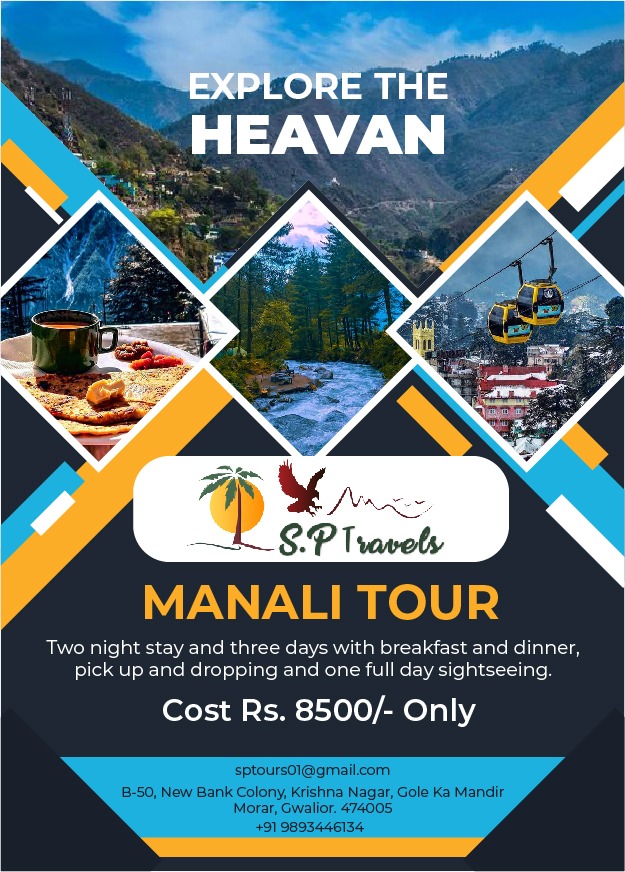 EXPLORE THE
HEAVAN
S.P Travels
MANALI TOUR
Two night stay and three days with breakfast and dinner,
pick up and dropping and one full day sightseeing.
Cost Rs. 8500/- Only
sptours01@gmail.com
B-50, New Bank Colony, Krishna Nagar, Gole Ka Mandir
Morar, Gwalior. 474005
+91 9893446134